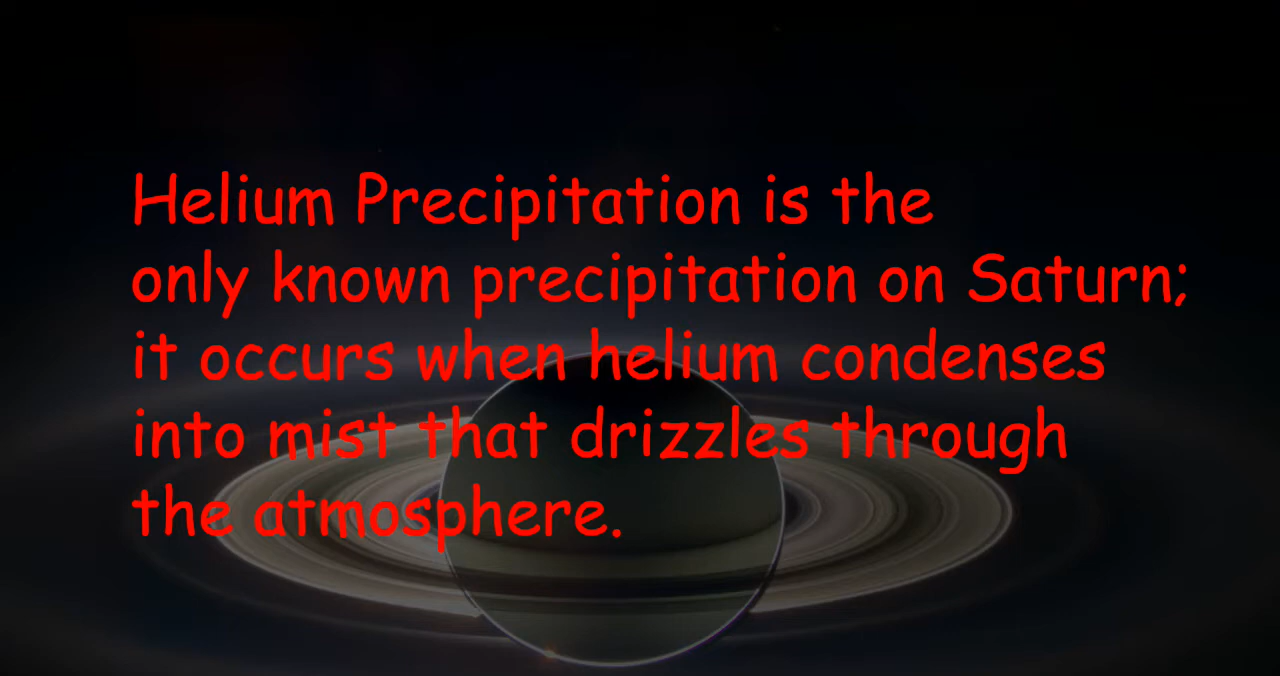 Helium Precipitation is the
only known precipitation on Saturn;
it occurs when helium condenses
into mist that drizzles through
the atmosphere.